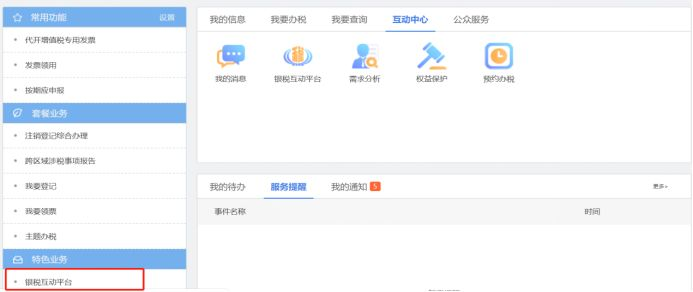 常用功能 设置
代开增值税专用发票
发票领用
按期应申报
套餐业务
注销登记综合办理
跨区域涉税事项报告
我要登记
我要领票
主题办税
特色业务
银税互动平台
我的信息 我要办税 我要查询 互动中心 公众服务
我的消息 银税互动平台 需求分析 权益保护 预约办税
我的待办 服务提醒 我的通知 5 更多»
事件名称 时间